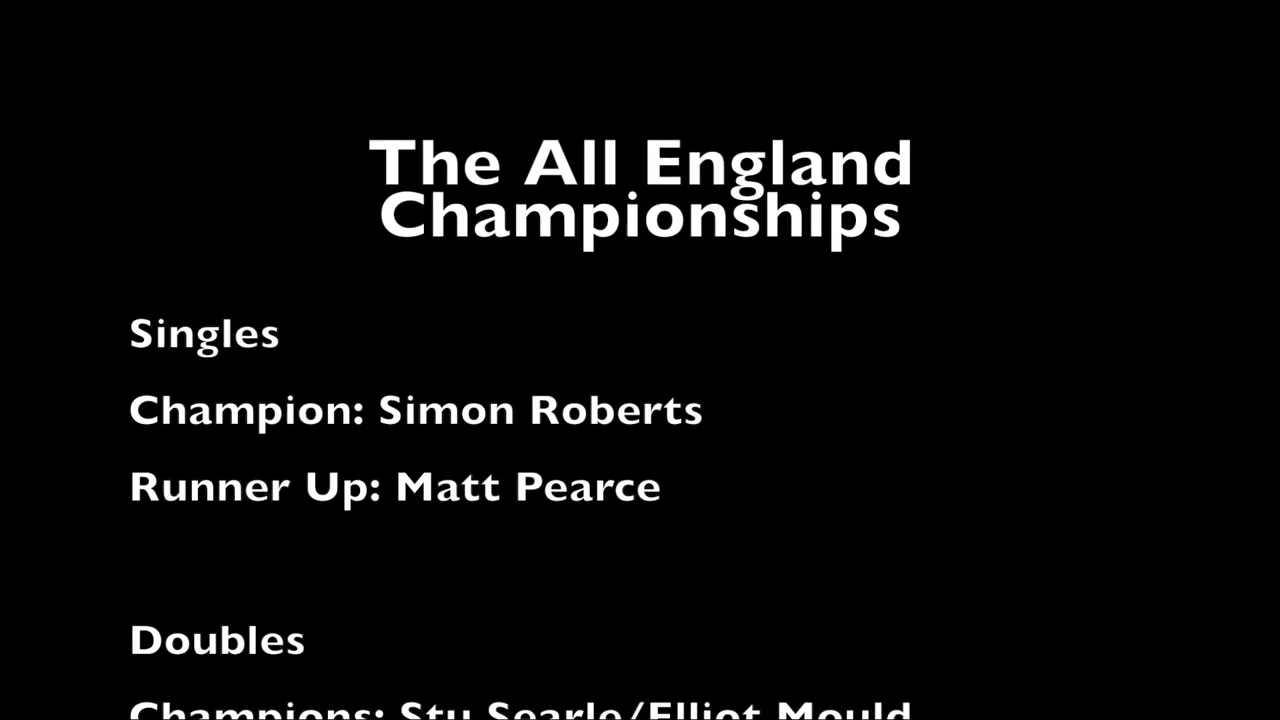 The All England
Championships
Singles
Champion: Simon Roberts
Runner Up: Matt Pearce
Doubles
Champions: Stu Searle/Elliot Mould